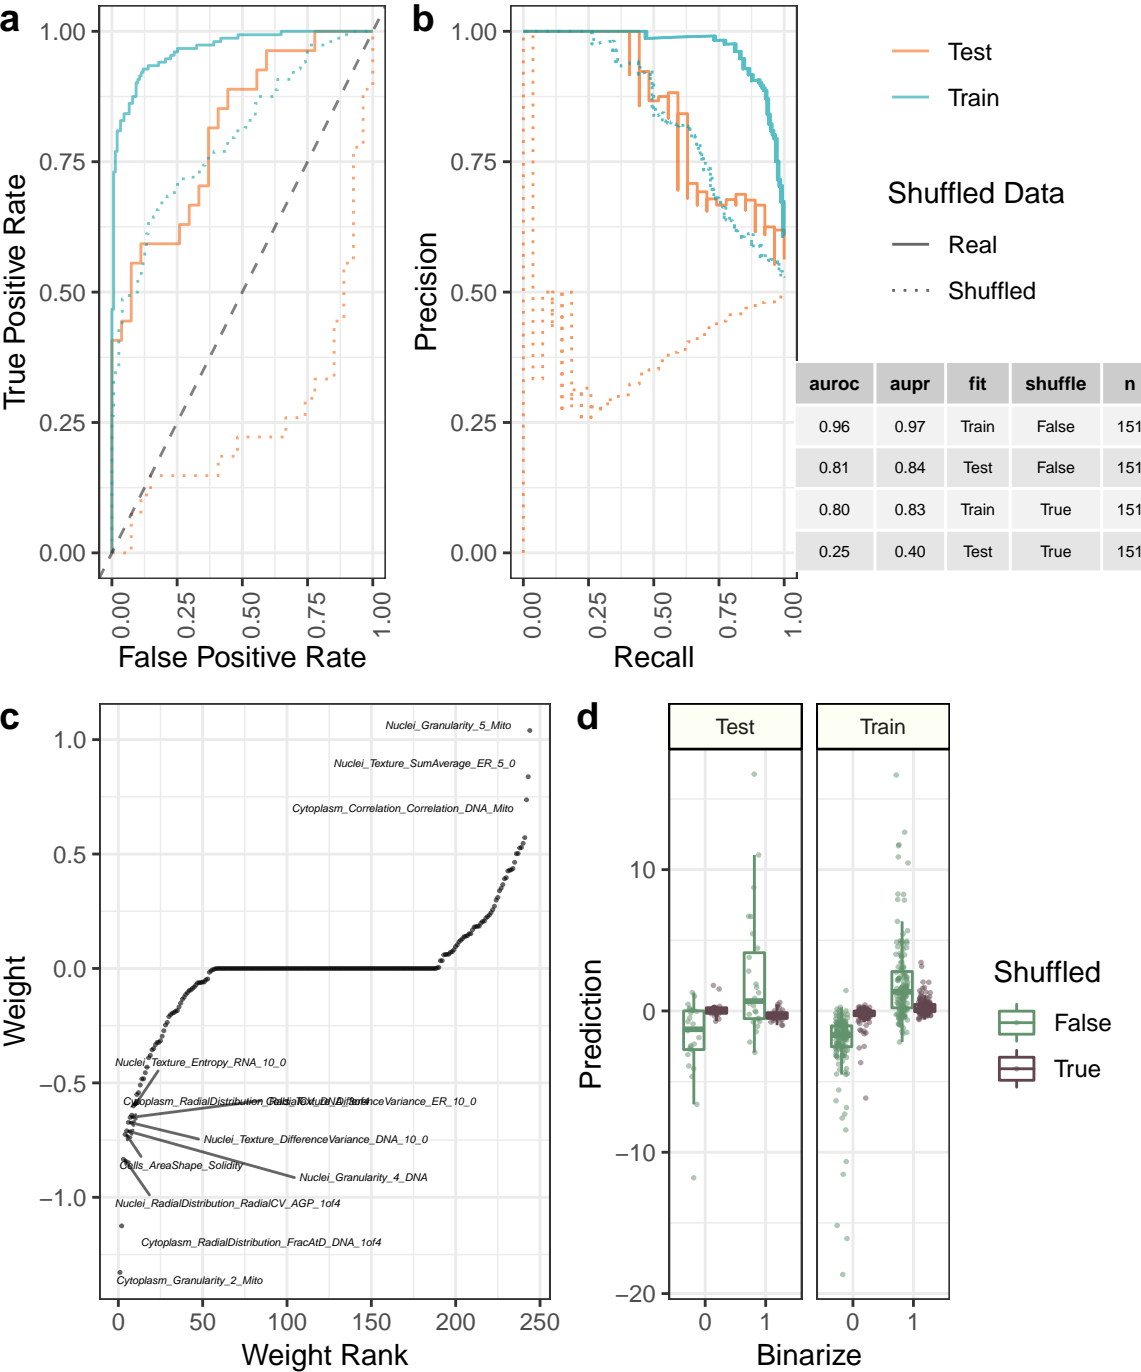 a
1.00
0.75
0.50
0.25
0.00
True Positive Rate
0.00
0.25
0.50
0.75
1.00
False Positive Rate
b
1.00
0.75
0.50
0.25
0.00
Precision
0.00
0.25
0.50
0.75
1.00
Recall
Test
Train
Shuffled Data
Real
Shuffled
auroc aupr fit shuffle n
0.96 0.97 Train False 151
0.81 0.84 Test False 151
0.80 0.83 Train True 151
0.25 0.40 Test True 151
c
1.0
0.5
0.0
−0.5
−1.0
Weight
Nuclei_Granularity_5_Mito
Nuclei_Texture_SumAverage_ER_5_0
Cytoplasm_Correlation_Correlation_DNA_Mito
Nuclei_Texture_Entropy_RNA_10_0
Cytoplasm_RadialDistribution_RadialCV_DNA_3of4
Cells_Texture_DifferenceVariance_ER_10_0
Nuclei_Texture_DifferenceVariance_DNA_10_0
Cells_AreaShape_Solidity
Nuclei_Granularity_4_DNA
Nuclei_RadialDistribution_RadialCV_AGP_1of4
Cytoplasm_RadialDistribution_FracAtD_DNA_1of4
Cytoplasm_Granularity_2_Mito
0 50 100 150 200 250
Weight Rank
d
Test Train
10
0
−10
−20
Prediction
0 1 0 1
Binarize
Shuffled
False
True